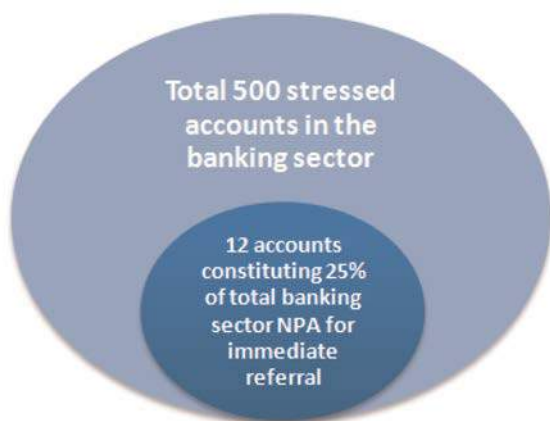 Total 500 stressed
accounts in the
banking sector
12 accounts
constituting 25%
of total banking
sector NPA for
immediate
referral